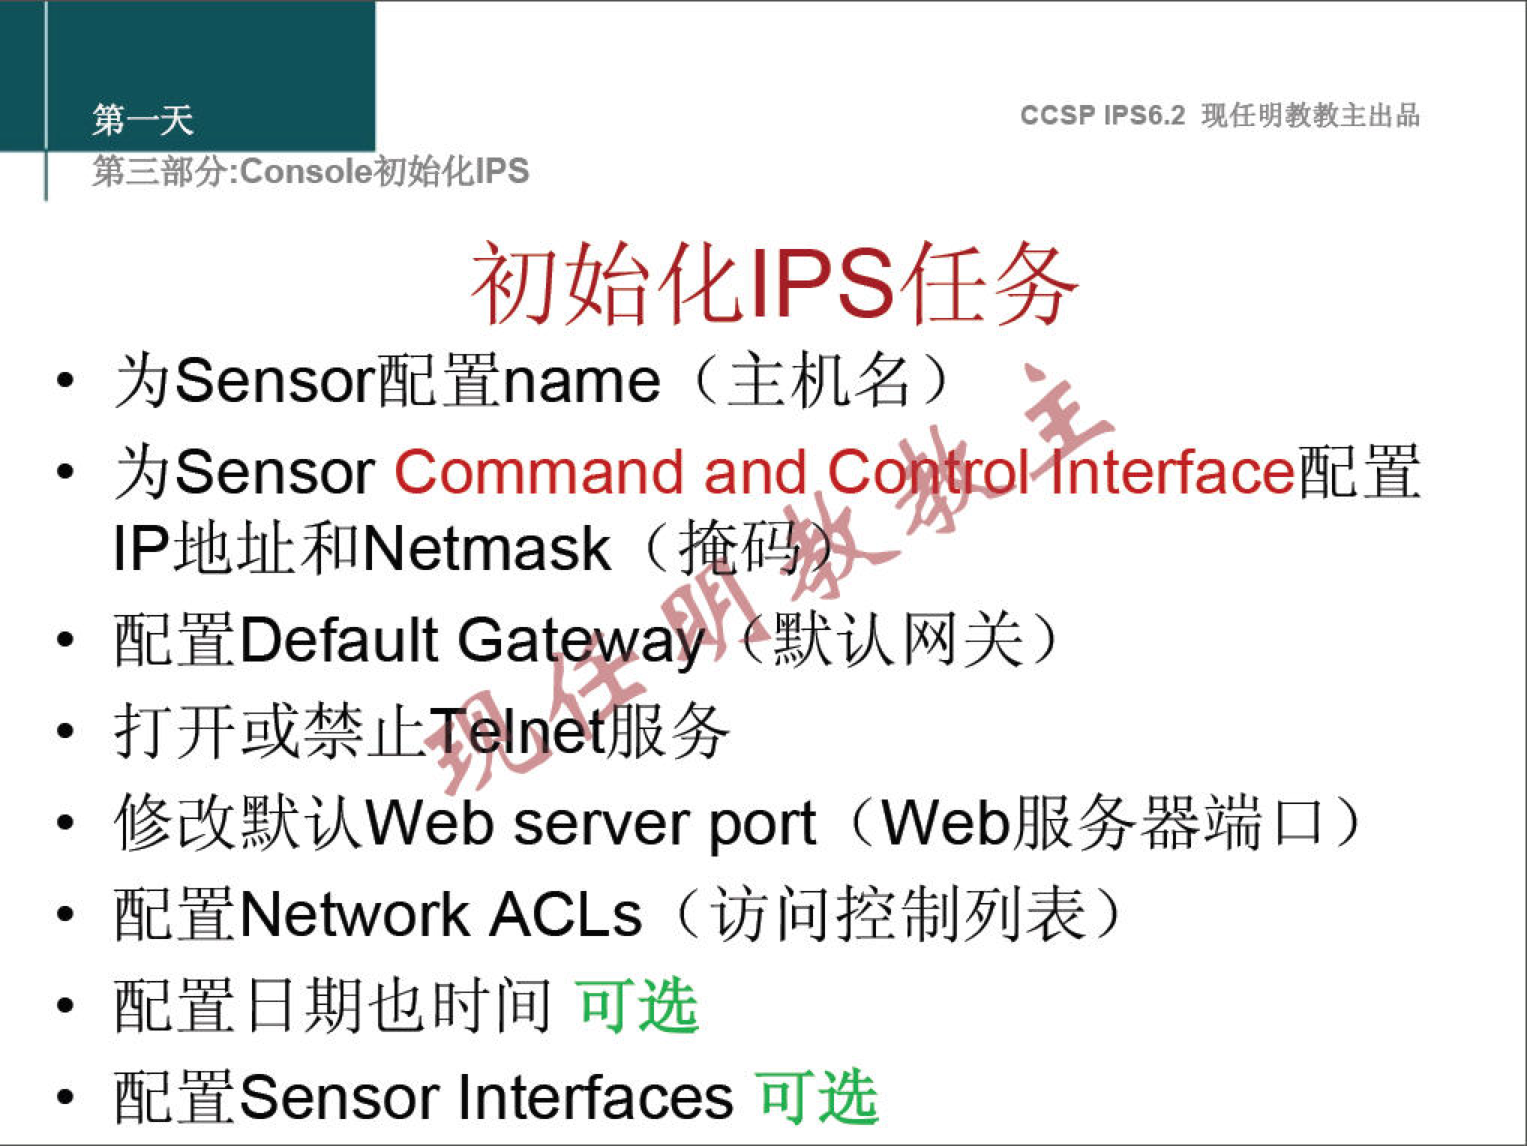 第一天
CCSP IPS6.2 现任明教教主出品
第三部分:Console初始化IPS
初始化IPS任务
• 为Sensor配置name（主机名）
• 为Sensor Command and Control Interface配置
IP地址和Netmask（掩码）
• 配置Default Gateway（默认网关）
• 打开或禁止Telnet服务
• 修改默认Web server port（Web服务器端口）
• 配置Network ACLs（访问控制列表）
• 配置日期也时间 可选
• 配置Sensor Interfaces 可选
现任明教教主